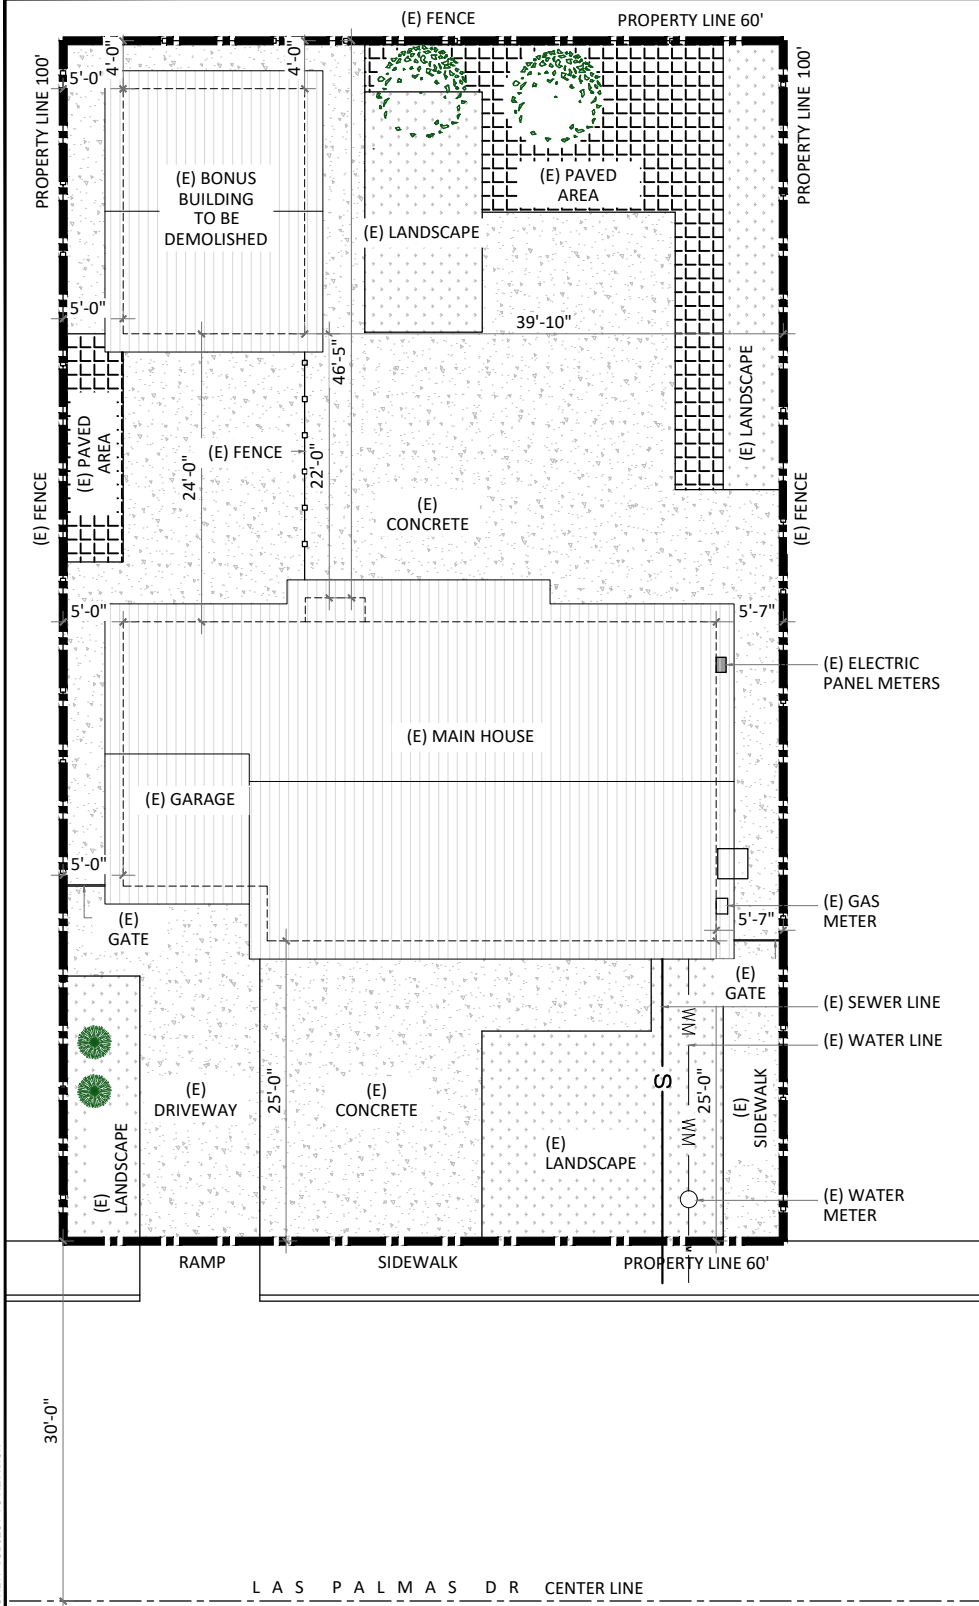 (E) FENCE
PROPERTY LINE 60'
PROPERTY LINE 100'
5'-0"
4'-0"
4'-0"
PROPERTY LINE 100'
(E) BONUS
BUILDING
TO BE
DEMOLISHED
(E) PAVED
AREA
(E) LANDSCAPE
5'-0"
39'-10"
46'-5"
(E) LANDSCAPE
(E) PAVED
AREA
(E) FENCE
24'-0"
22'-0"
(E) FENCE
(E)
CONCRETE
(E) FENCE
5'-0"
5'-7"
(E) ELECTRIC
PANEL METERS
(E) MAIN HOUSE
(E) GARAGE
5'-0"
(E) GAS
METER
5'-7"
(E)
GATE
(E)
GATE
(E) SEWER LINE
WM
(E) WATER LINE
S
25'-0"
25'-0"
(E)
DRIVEWAY
(E)
CONCRETE
(E)
SIDEWALK
WM
(E)
LANDSCAPE
(E)
LANDSCAPE
(E) WATER
METER
RAMP
SIDEWALK
PROPERTY LINE 60'
30'-0"
LAS PALMAS DR CENTER LINE